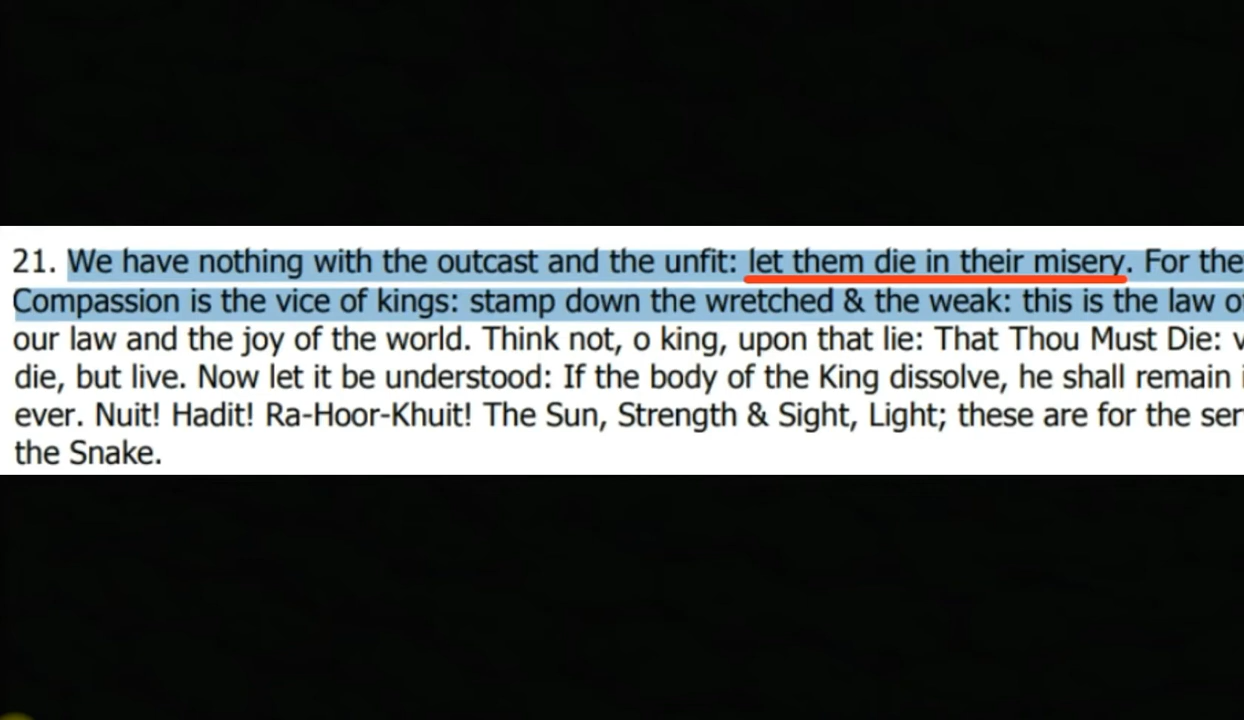 21. We have nothing with the outcast and the unfit: let them die in their misery. For the
Compassion is the vice of kings: stamp down the wretched & the weak: this is the law
our law and the joy of the world. Think not, o king, upon that lie: That Thou Must Die:
die, but live. Now let it be understood: If the body of the King dissolve, he shall remain
ever. Nuit! Hadit! Ra-Hoor-Khuit! The Sun, Strength & Sight, Light; these are for the
the Snake.